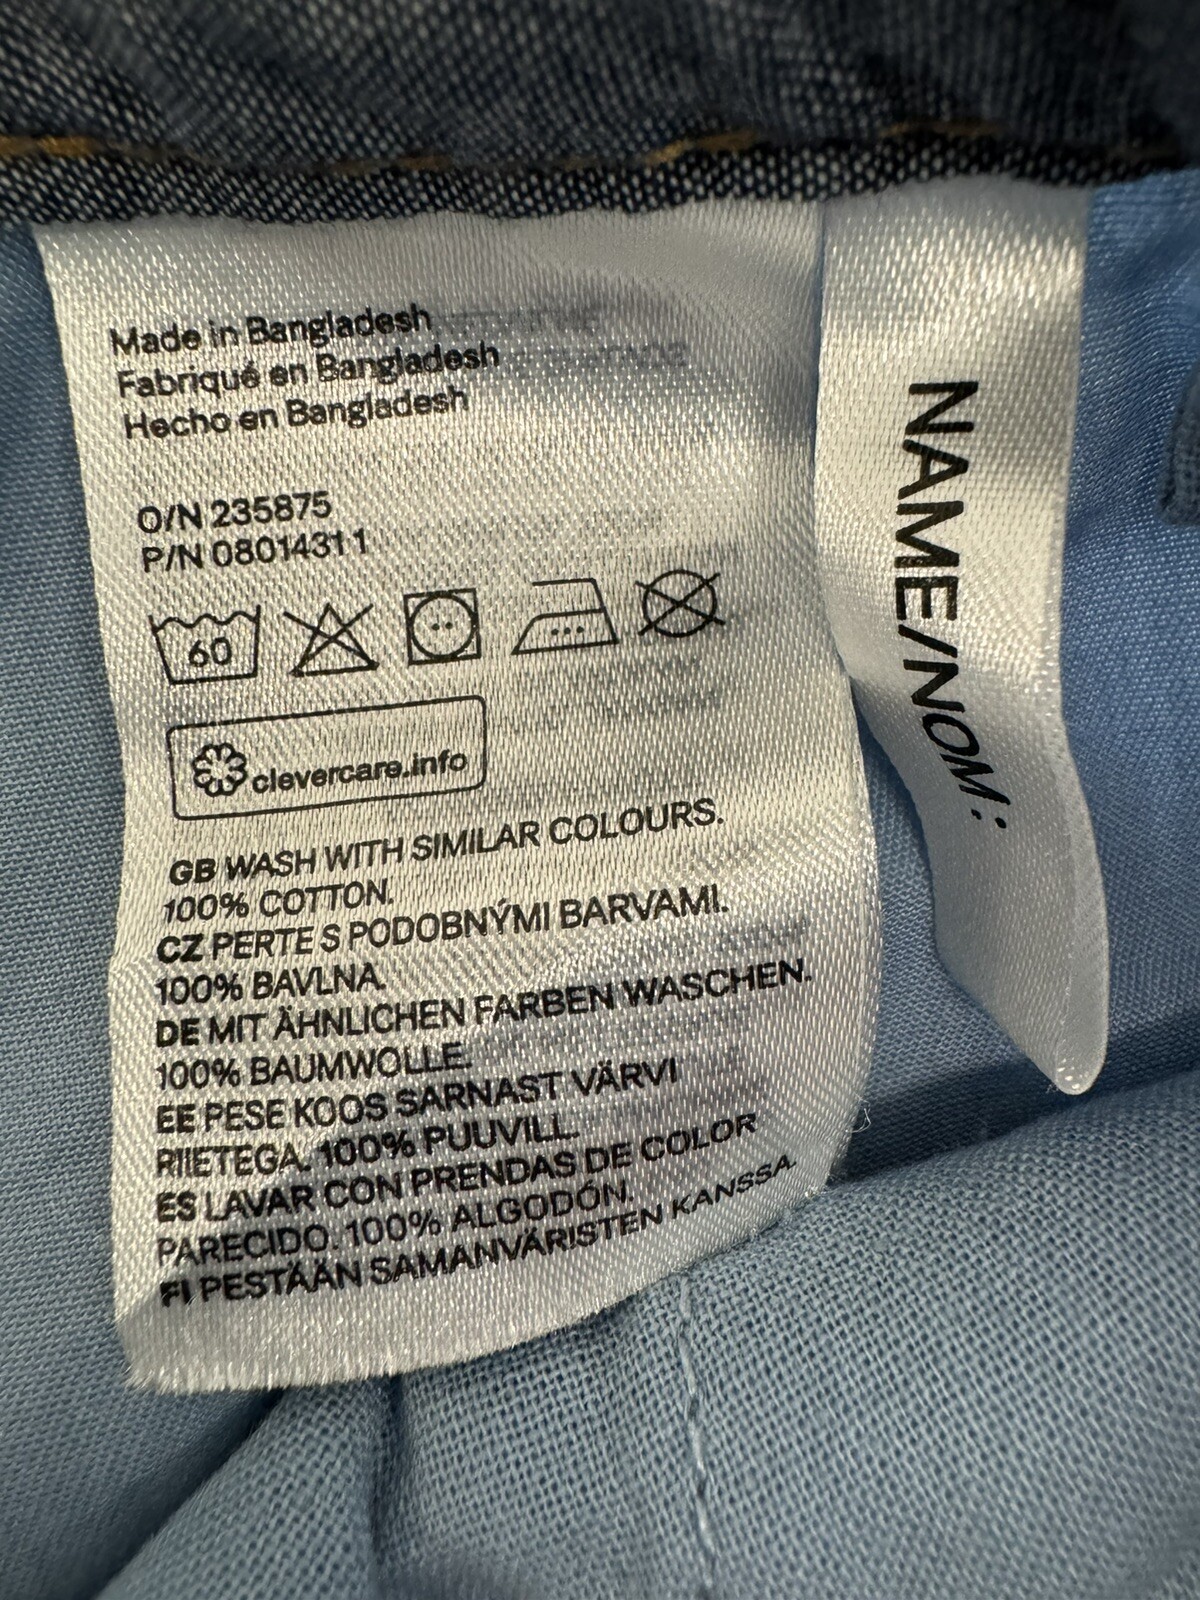 Made in Bangladesh
Fabriqué en Bangladesh
Hecho en Bangladesh
O/N 235875
P/N 08014311
60
clevercare.info
GB WASH WITH SIMILAR COLOURS.
100% COTTON.
CZ PERTE S PODOBNÝMI BARVAMI.
100% BAVLNA.
DE MIT ÄHNLICHEN FARBEN WASCHEN.
100% BAUMWOLLE.
EE PESE KOOS SARNAST VÄRVI
RIIETEGA. 100% PUUVILL.
ES LAVAR CON PRENDAS DE COLOR
PARECIDO. 100% ALGODÓN.
FI PESTÄÄN SAMANVÄRISTEN KANSSA.
NAME/NOM: